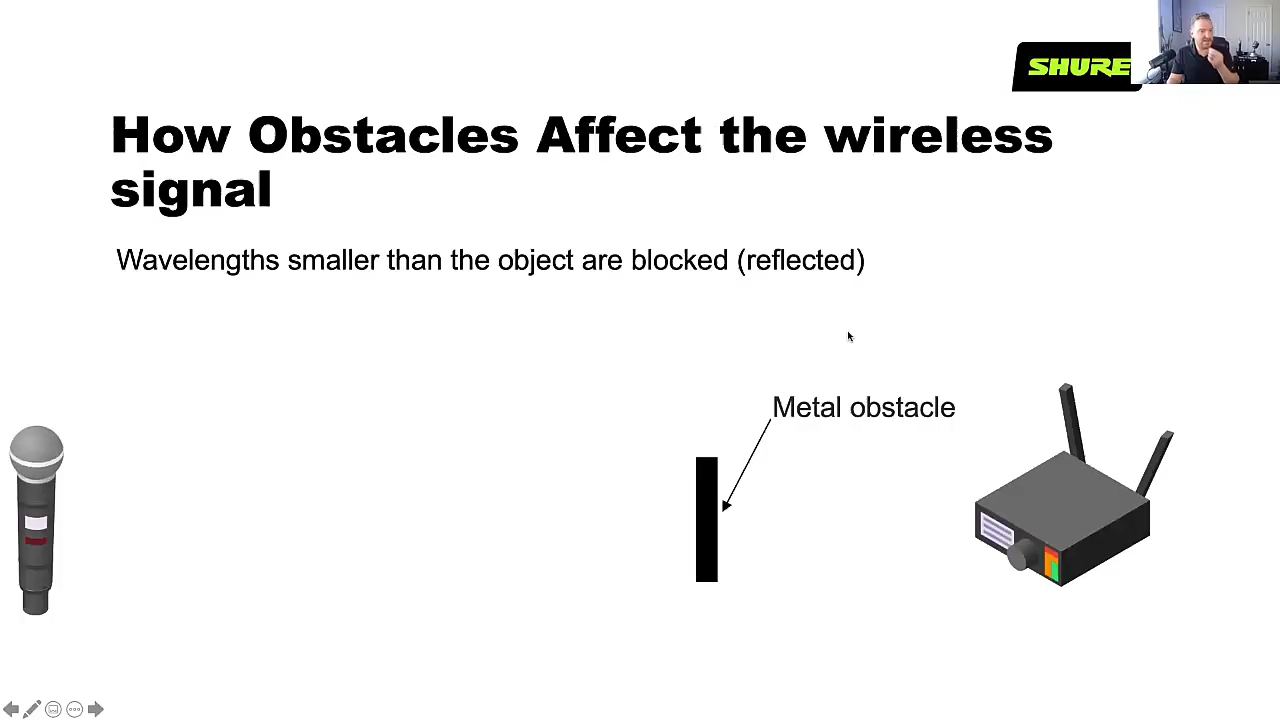 SHURE
How Obstacles Affect the wireless
signal
Wavelengths smaller than the object are blocked (reflected)
Metal obstacle